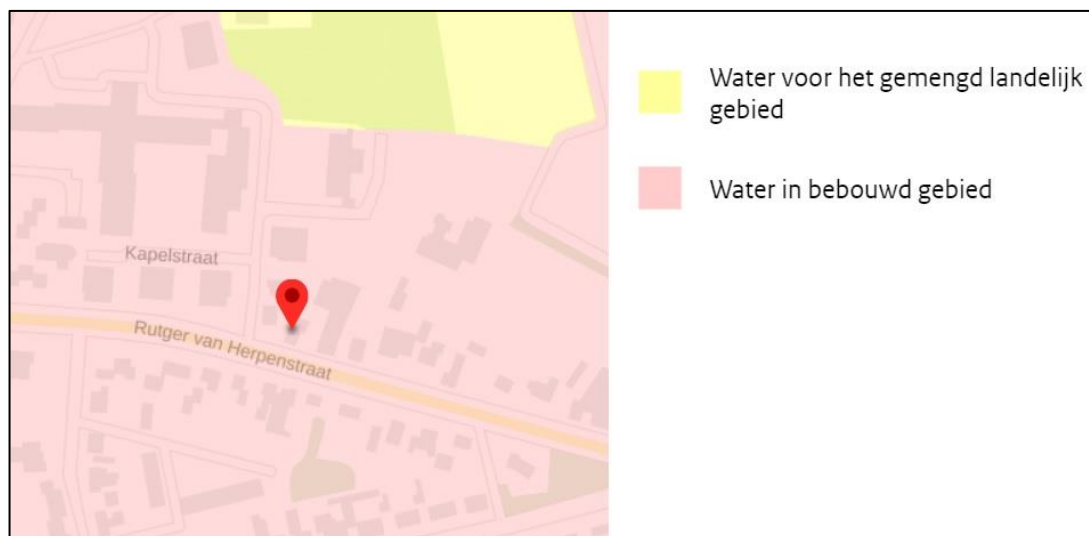 Water voor het gemengd landelijk
gebied
Water in bebouwd gebied
Kapelstraat
Rutger van Herpenstraat